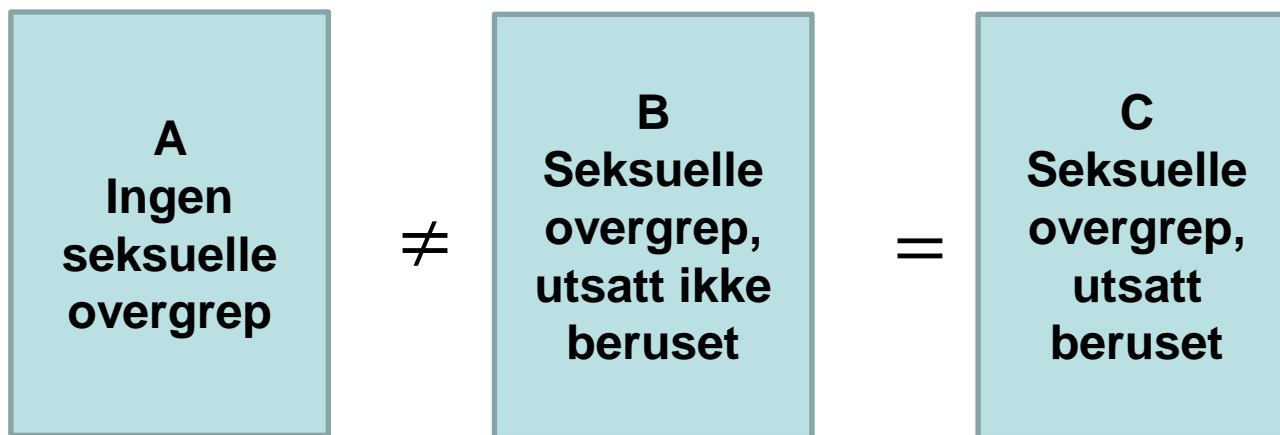 A
Ingen
seksuelle
overgrep
≠
B
Seksuelle
overgrep,
utsatt ikke
beruset
=
C
Seksuelle
overgrep,
utsatt
beruset